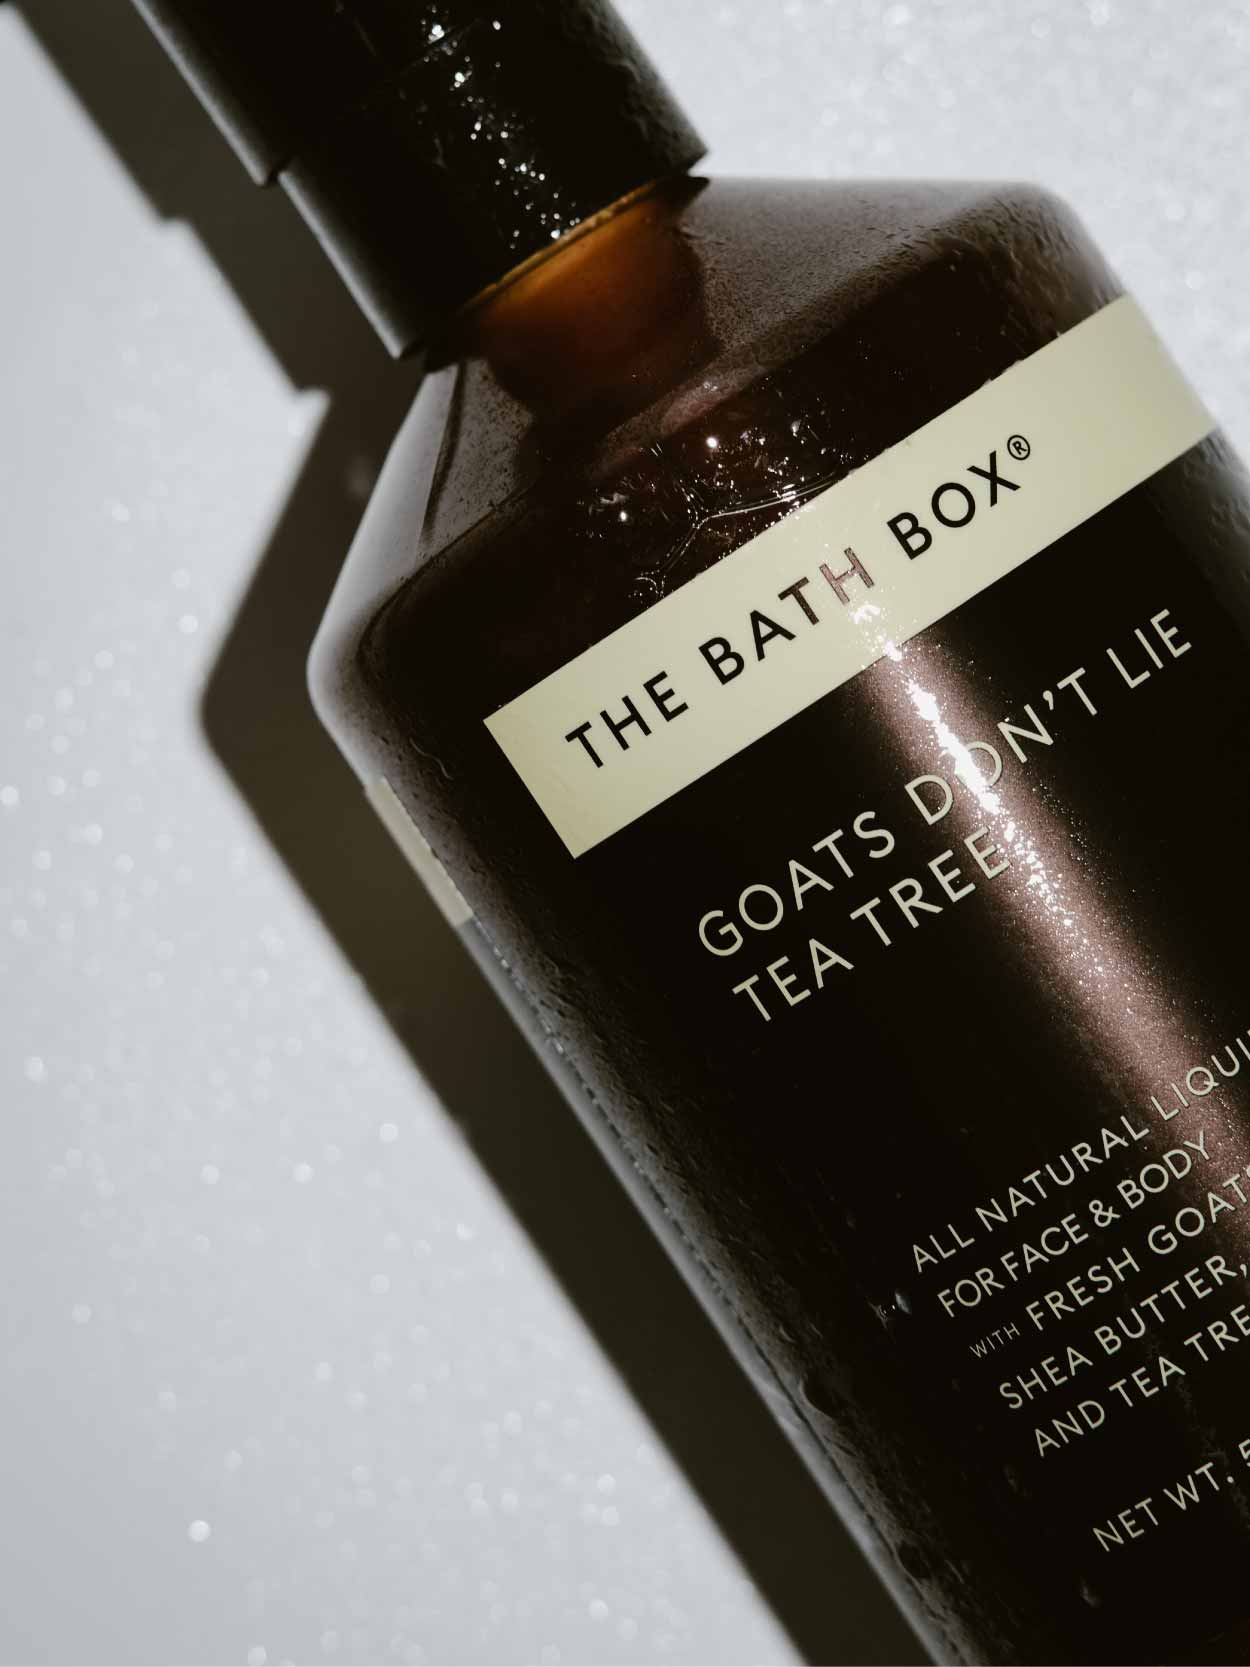 THE BATH BOX®
GOATS DON'T LIE
TEA TREE
ALL NATURAL
FOR FACE & BODY
WITH FRESH
SHEA BUTTER,
AND TEA
NET WT.